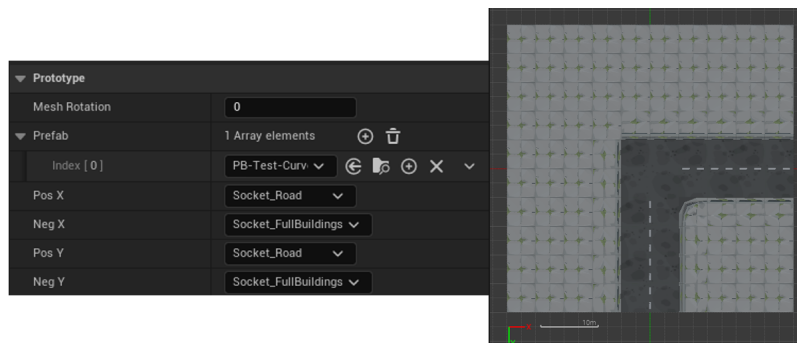 Prototype
Mesh Rotation 0
Prefab 1 Array elements
Index [ 0 ] PB-Test-Curv
Pos X Socket_Road
Neg X Socket_FullBuildings
Pos Y Socket_Road
Neg Y Socket_FullBuildings
10m